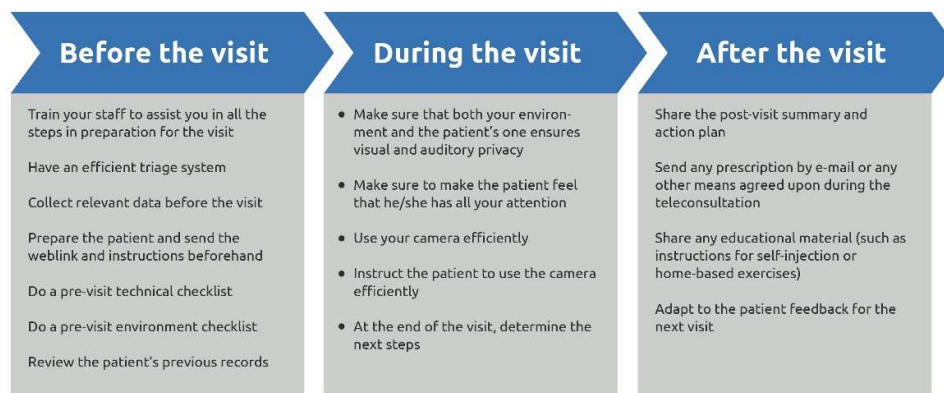 Before the visit
Train your staff to assist you in all the
steps in preparation for the visit
Have an efficient triage system
Collect relevant data before the visit
Prepare the patient and send the
weblink and instructions beforehand
Do a pre-visit technical checklist
Do a pre-visit environment checklist
Review the patient's previous records
During the visit
• Make sure that both your environ-
ment and the patient's one ensures
visual and auditory privacy
• Make sure to make the patient feel
that he/she has all your attention
• Use your camera efficiently
• Instruct the patient to use the camera
efficiently
• At the end of the visit, determine the
next steps
After the visit
Share the post-visit summary and
action plan
Send any prescription by e-mail or any
other means agreed upon during the
teleconsultation
Share any educational material (such as
instructions for self-injection or
home-based exercises)
Adapt to the patient feedback for the
next visit